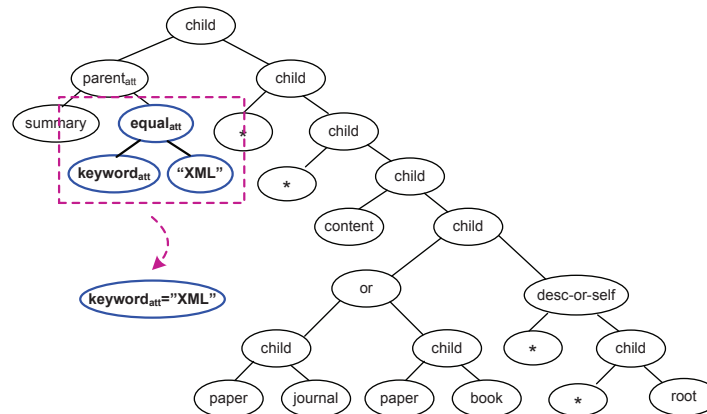 child
parentatt child
summary equalatt * child
keywordatt “XML” * child
content child
keywordatt=”XML” or desc-or-self
child child * child
paper journal paper book * root